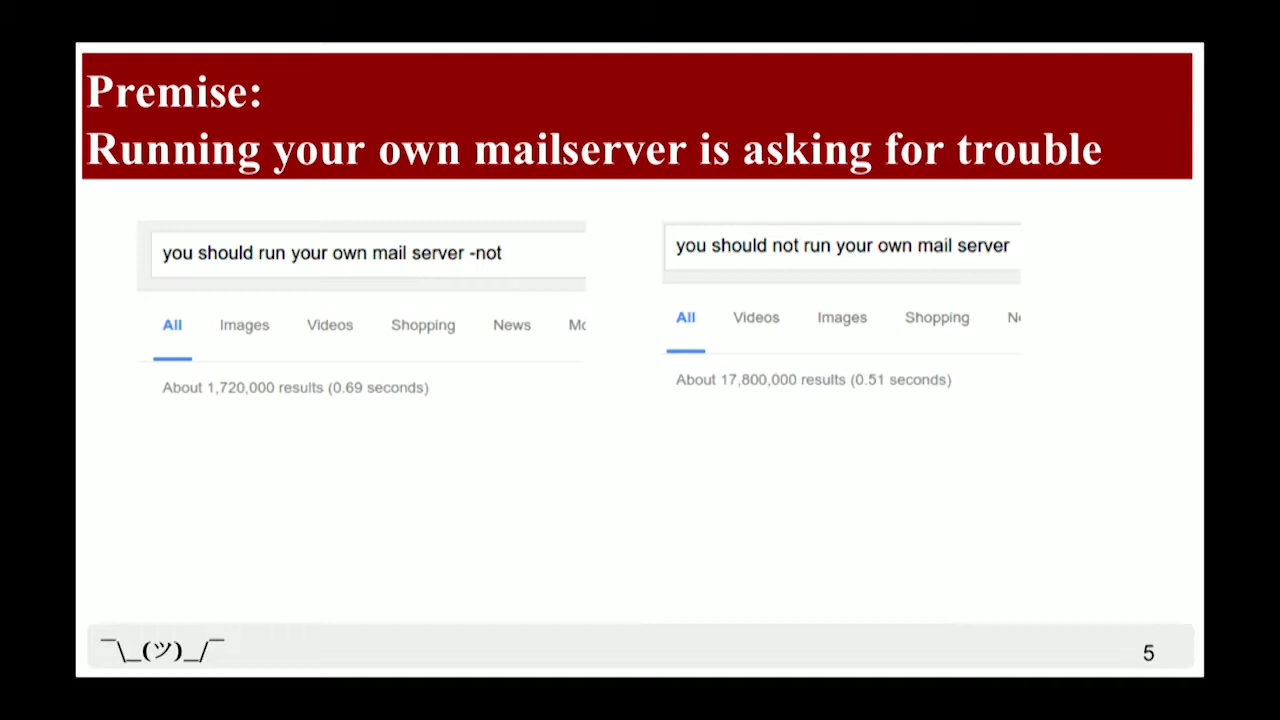 Premise:
Running your own mailserver is asking for trouble
you should run your own mail server -not
All Images Videos Shopping News Mo
About 1,720,000 results (0.69 seconds)
you should not run your own mail server
All Videos Images Shopping Ne
About 17,800,000 results (0.51 seconds)
¯\_(ツ)_/¯
5